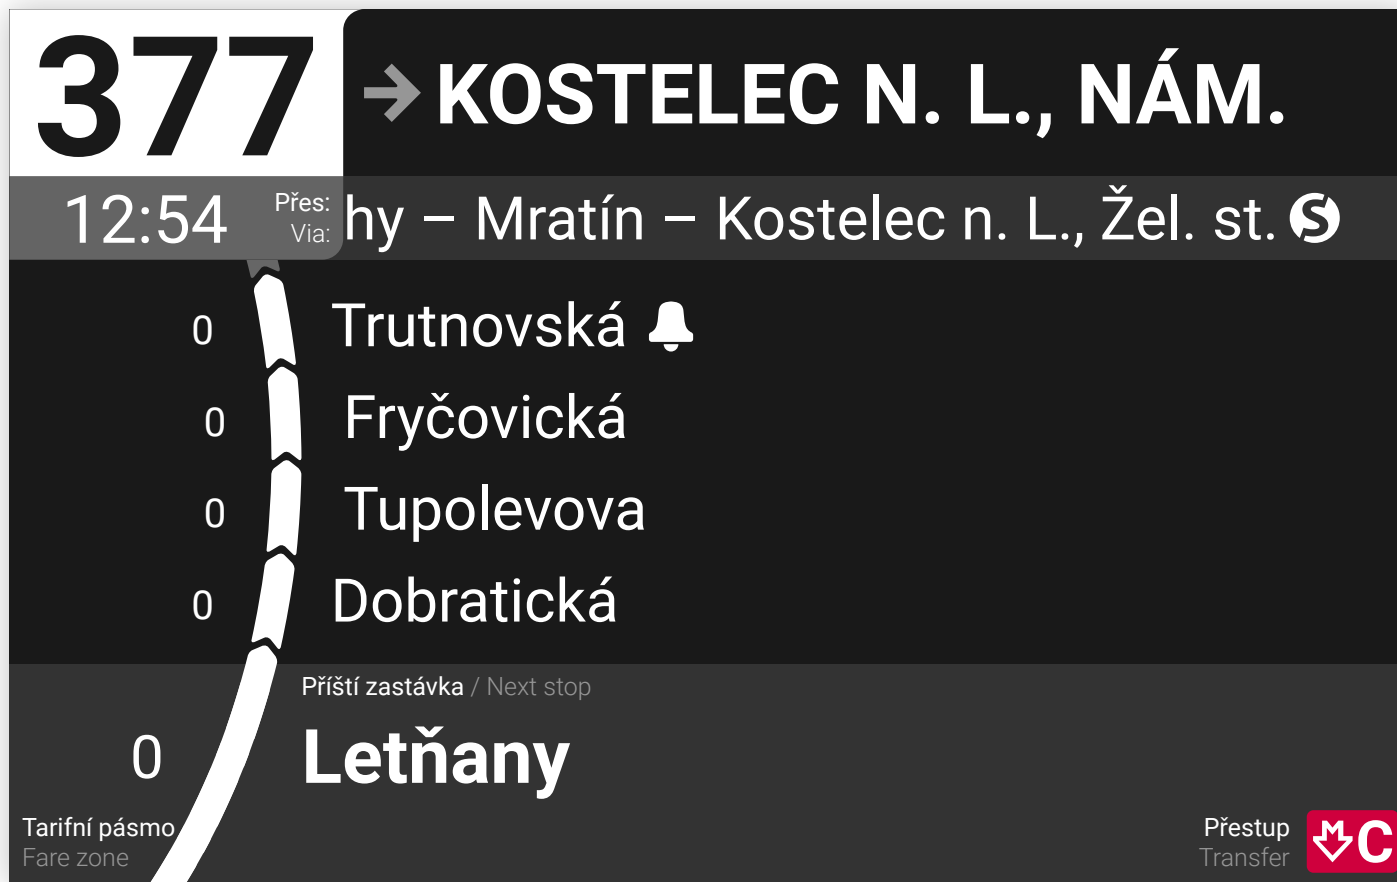 377
→ KOSTELEC N. L., NÁM.
12:54
Přes:
Via:
hy – Mratín – Kostelec n. L., Žel. st. S
0 Trutnovská
0 Fryčovická
0 Tupolevova
0 Dobratická
Příští zastávka / Next stop
0 Letňany
Tarifní pásmo
Fare zone
Přestup
Transfer
M C